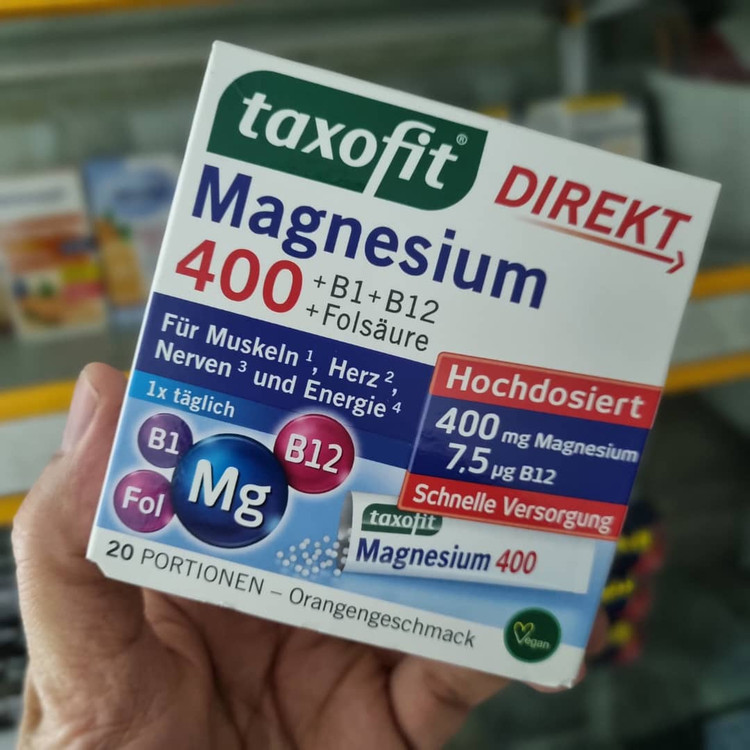 taxofit®
DIREKT
Magnesium
400 +B1+B12
+Folsäure
Für Muskeln ¹, Herz ²,
Nerven ³ und Energie ⁴
1x täglich
Hochdosiert
400 mg Magnesium
7,5 µg B12
Schnelle Versorgung
B1
B12
Mg
Fol
taxofit
Magnesium 400
20 PORTIONEN – Orangengeschmack
Vegan